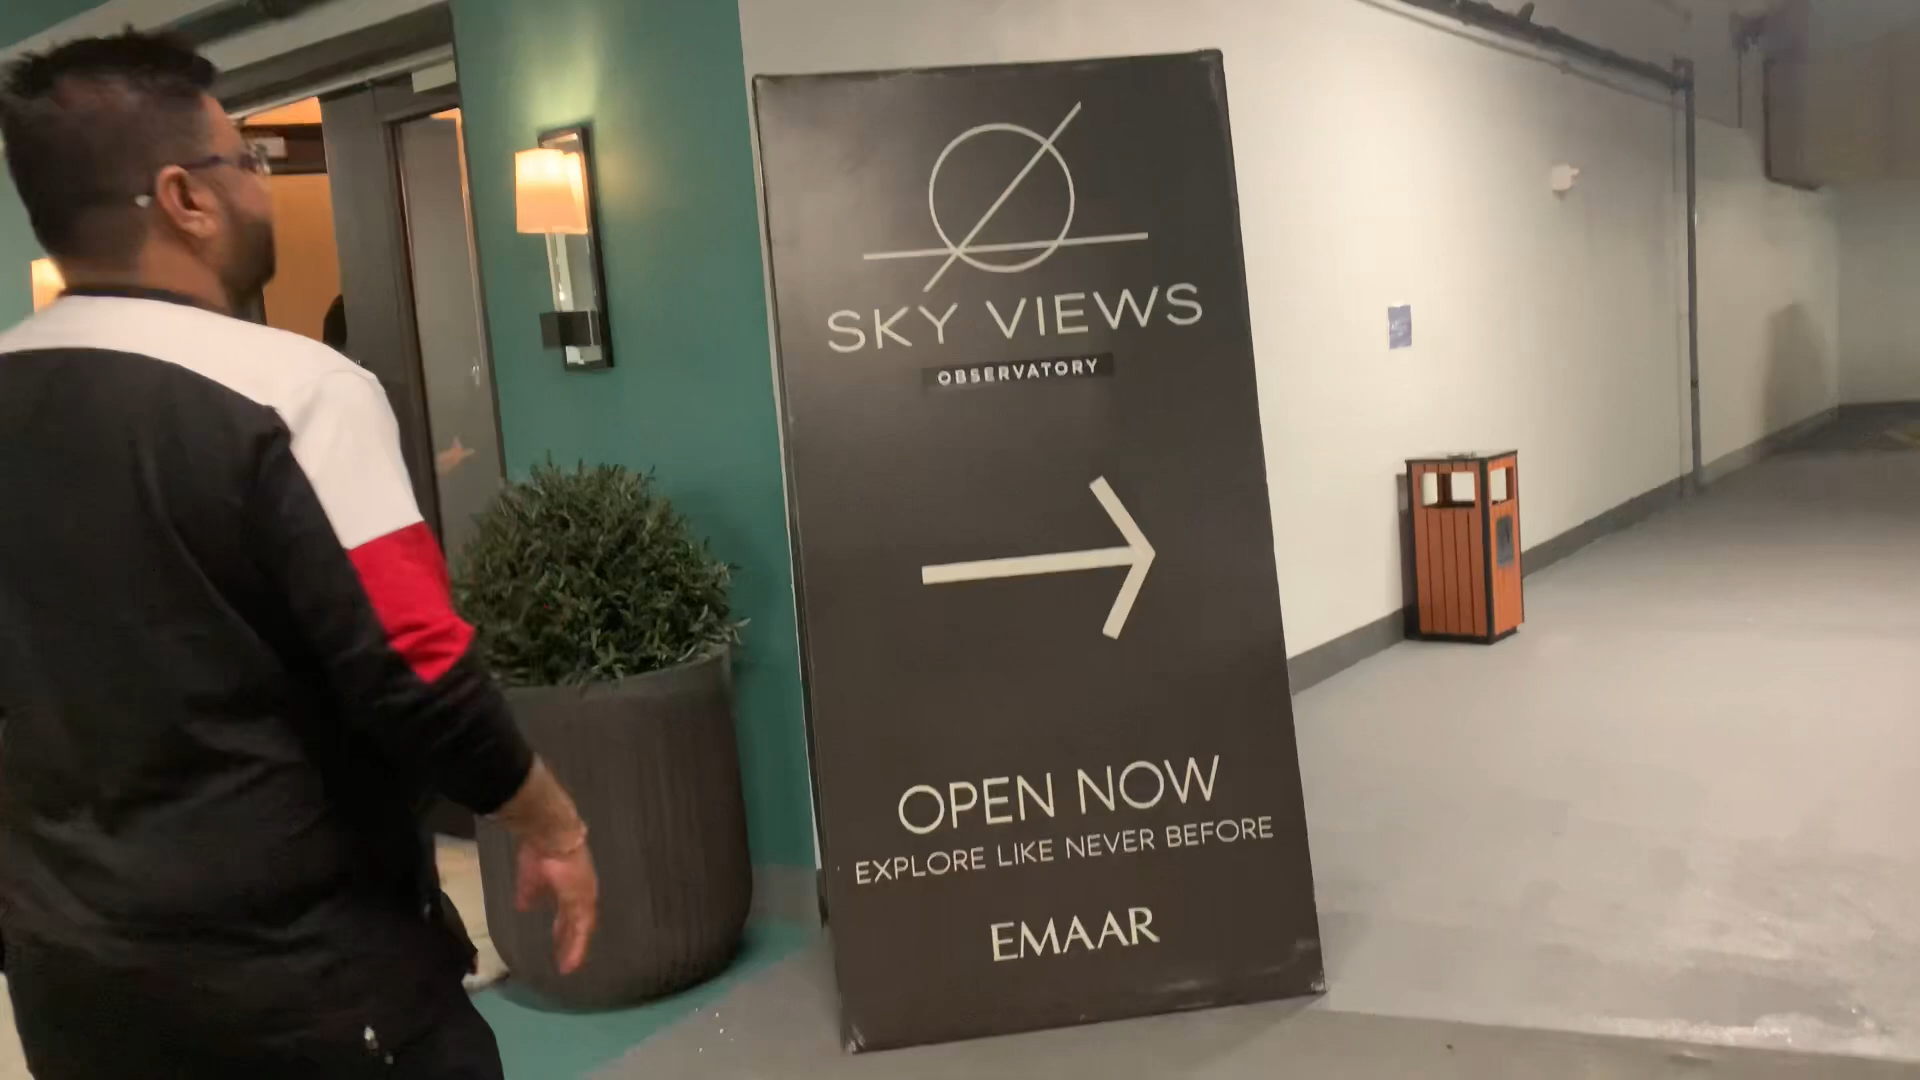 SKY VIEWS
OBSERVATORY
OPEN NOW
EXPLORE LIKE NEVER BEFORE
EMAAR